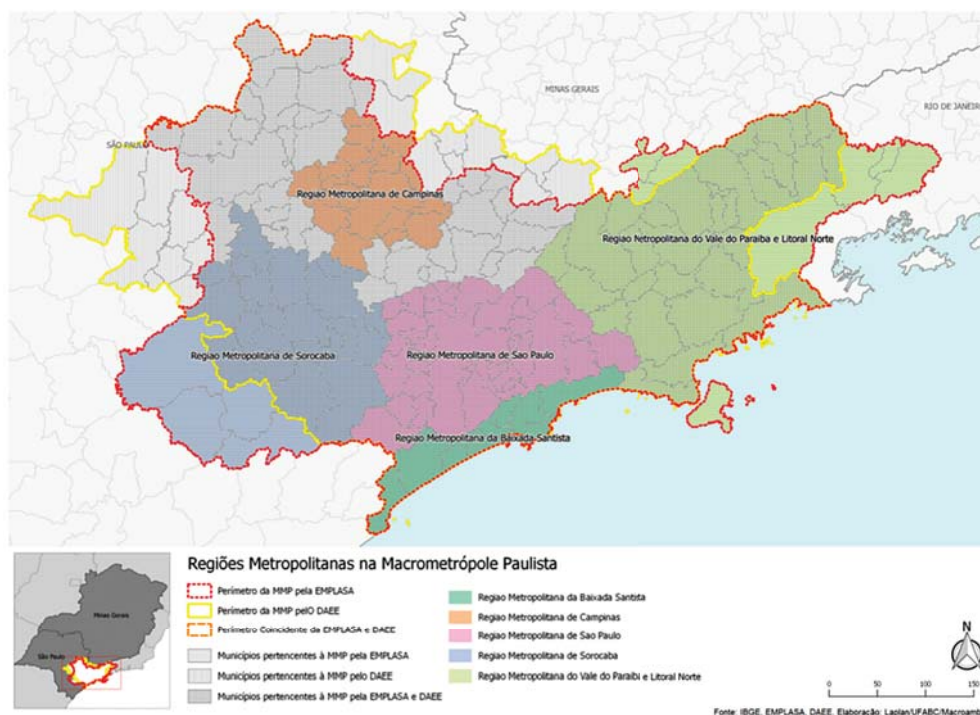 MINAS GERAIS
RIO DE JANEIR
SÃO PAULO
Regiao Metropolitana de Campinas
Regiao Netropolitana do Vale do Paraiba e Litoral Norte
Regiao Metropolitana de Sorocaba
Regiao Metropolitana de Sao Paulo
Regiao Metropolitana da Baixada Santista
Regiões Metropolitanas na Macrometrópole Paulista
Perímetro da MMP pela EMPLASA
Perímetro da MMP pelO DAEE
Perímetro Coincidente da EMPLASA e DAEE
Municípios pertencentes à MMP pela EMPLASA
Municípios pertencentes à MMP pelo DAEE
Municípios pertencentes à MMP pela EMPLASA e DAEE
Regiao Metropolitana da Baixada Santista
Regiao Metropolitana de Campinas
Regiao Metropolitana de Sao Paulo
Regiao Metropolitana de Sorocaba
Regiao Metropolitana do Vale do Paraibi e Litoral Norte
Minas Gerais
São Paulo
N
0 50 100 150
Fonte: IBGE, EMPLASA, DAEE. Elaboração: Laplan/UFABC/Macroamb